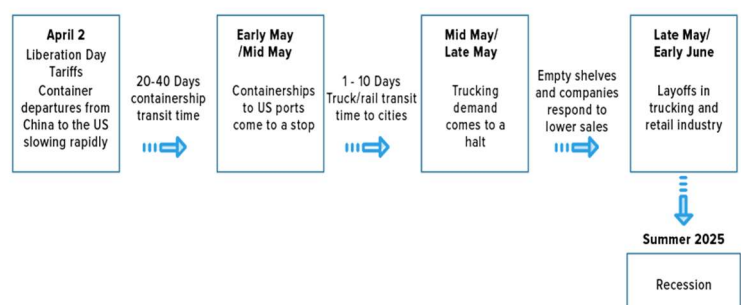 April 2
Liberation Day
Tariffs
Container
departures from
China to the US
slowing rapidly
20-40 Days
containership
transit time
Early May
/Mid May
Containerships
to US ports
come to a stop
1 - 10 Days
Truck/rail transit
time to cities
Mid May/
Late May
Trucking
demand
comes to a
halt
Empty shelves
and companies
respond to
lower sales
Late May/
Early June
Layoffs in
trucking and
retail industry
Summer 2025
Recession